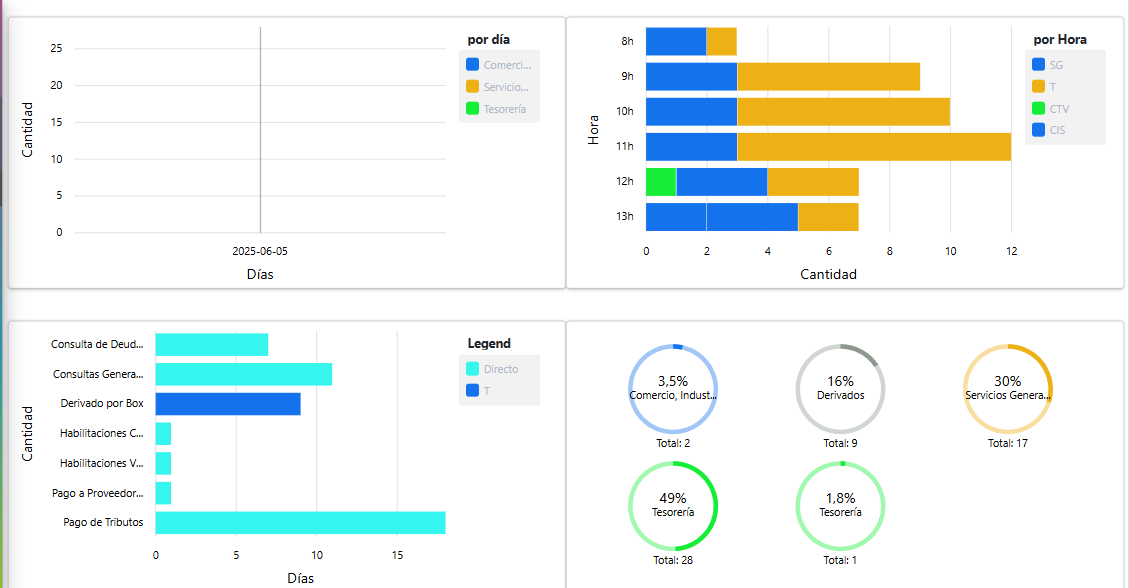 por día
Comerci...
Servicio...
Tesorería
25
20
15
10
5
0
Cantidad
2025-06-05
Días
por Hora
SG
T
CTV
CIS
8h
9h
10h
11h
12h
13h
Hora
0 2 4 6 8 10 12
Cantidad
Legend
Directo
T
Consulta de Deud...
Consultas Genera...
Derivado por Box
Habilitaciones C...
Habilitaciones V...
Pago a Proveedor...
Pago de Tributos
Cantidad
0 5 10 15
Días
3,5%
Comercio, Indust...
Total: 2
16%
Derivados
Total: 9
30%
Servicios Genera...
Total: 17
49%
Tesorería
Total: 28
1,8%
Tesorería
Total: 1